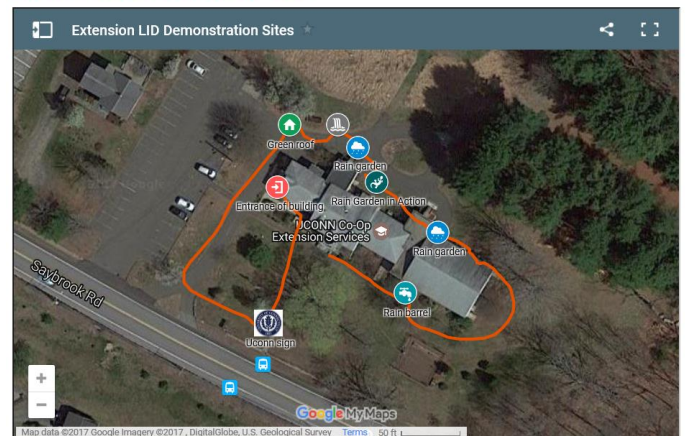 Extension LID Demonstration Sites
Green roof
Rain garden
Entrance of building
Rain Garden in Action
UCONN Co-Op
Extension Services
Rain garden
Rain barrel
Saybrook Rd
Uconn sign
+
−
Google My Maps
Map data ©2017 Google Imagery ©2017 , DigitalGlobe, U.S. Geological Survey Terms 50 ft